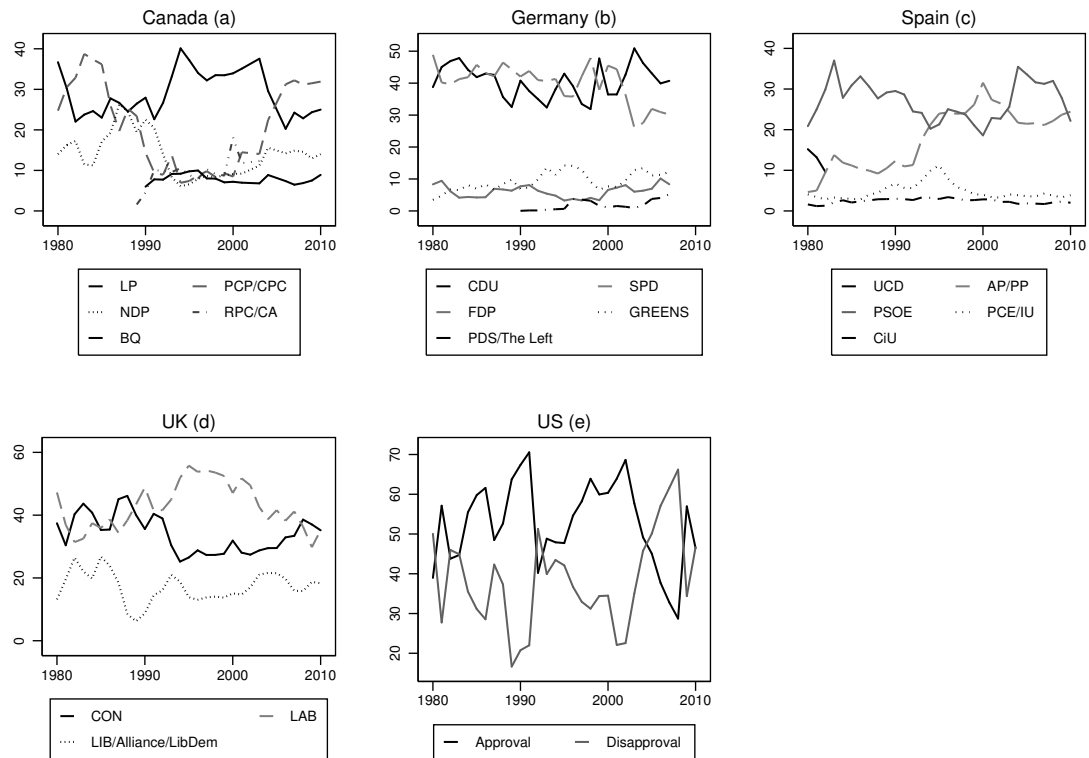 Canada (a)
40
30
20
10
0
1980 1990 2000 2010
LP PCP/CPC
NDP RPC/CA
BQ
Germany (b)
50
40
30
20
10
0
1980 1990 2000 2010
CDU SPD
FDP GREENS
PDS/The Left
Spain (c)
40
30
20
10
0
1980 1990 2000 2010
UCD AP/PP
PSOE PCE/IU
CiU
UK (d)
60
40
20
0
1980 1990 2000 2010
CON LAB
LIB/Alliance/LibDem
US (e)
70
60
50
40
30
20
1980 1990 2000 2010
Approval Disapproval